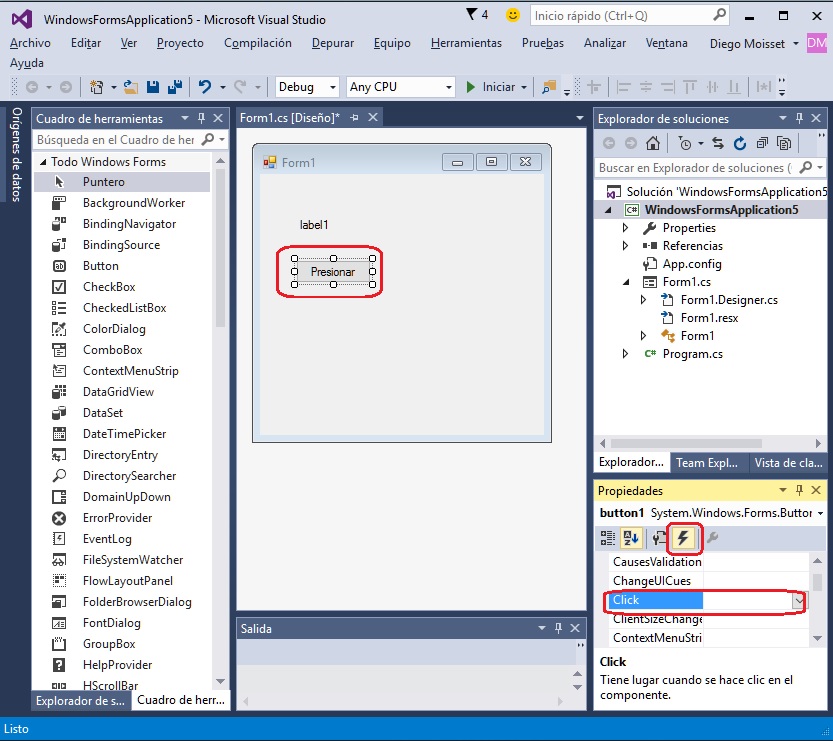 WindowsFormsApplication5 - Microsoft Visual Studio
4
Inicio rápido (Ctrl+Q)
Archivo Editar Ver Proyecto Compilación Depurar Equipo Herramientas Pruebas Analizar Ventana Diego Moisset DM
Ayuda
Debug Any CPU Iniciar
Orígenes de datos
Cuadro de herramientas
Búsqueda en el Cuadro de her
Todo Windows Forms
Puntero
BackgroundWorker
BindingNavigator
BindingSource
Button
CheckBox
CheckedListBox
ColorDialog
ComboBox
ContextMenuStrip
DataGridView
DataSet
DateTimePicker
DirectoryEntry
DirectorySearcher
DomainUpDown
ErrorProvider
EventLog
FileSystemWatcher
FlowLayoutPanel
FolderBrowserDialog
FontDialog
GroupBox
HelpProvider
HScrollBar
Explorador de s... Cuadro de herr...
Form1.cs [Diseño]*
Form1
label1
Presionar
Salida
Explorador de soluciones
Buscar en Explorador de soluciones (
Solución 'WindowsFormsApplication5
WindowsFormsApplication5
Properties
Referencias
App.config
Form1.cs
Form1.Designer.cs
Form1.resx
Form1
Program.cs
Explorador... Team Expl... Vista de cla...
Propiedades
button1 System.Windows.Forms.Button
CausesValidation
ChangeUICues
Click
ClientSizeChange
ContextMenuStri
Click
Tiene lugar cuando se hace clic en el
componente.
Listo